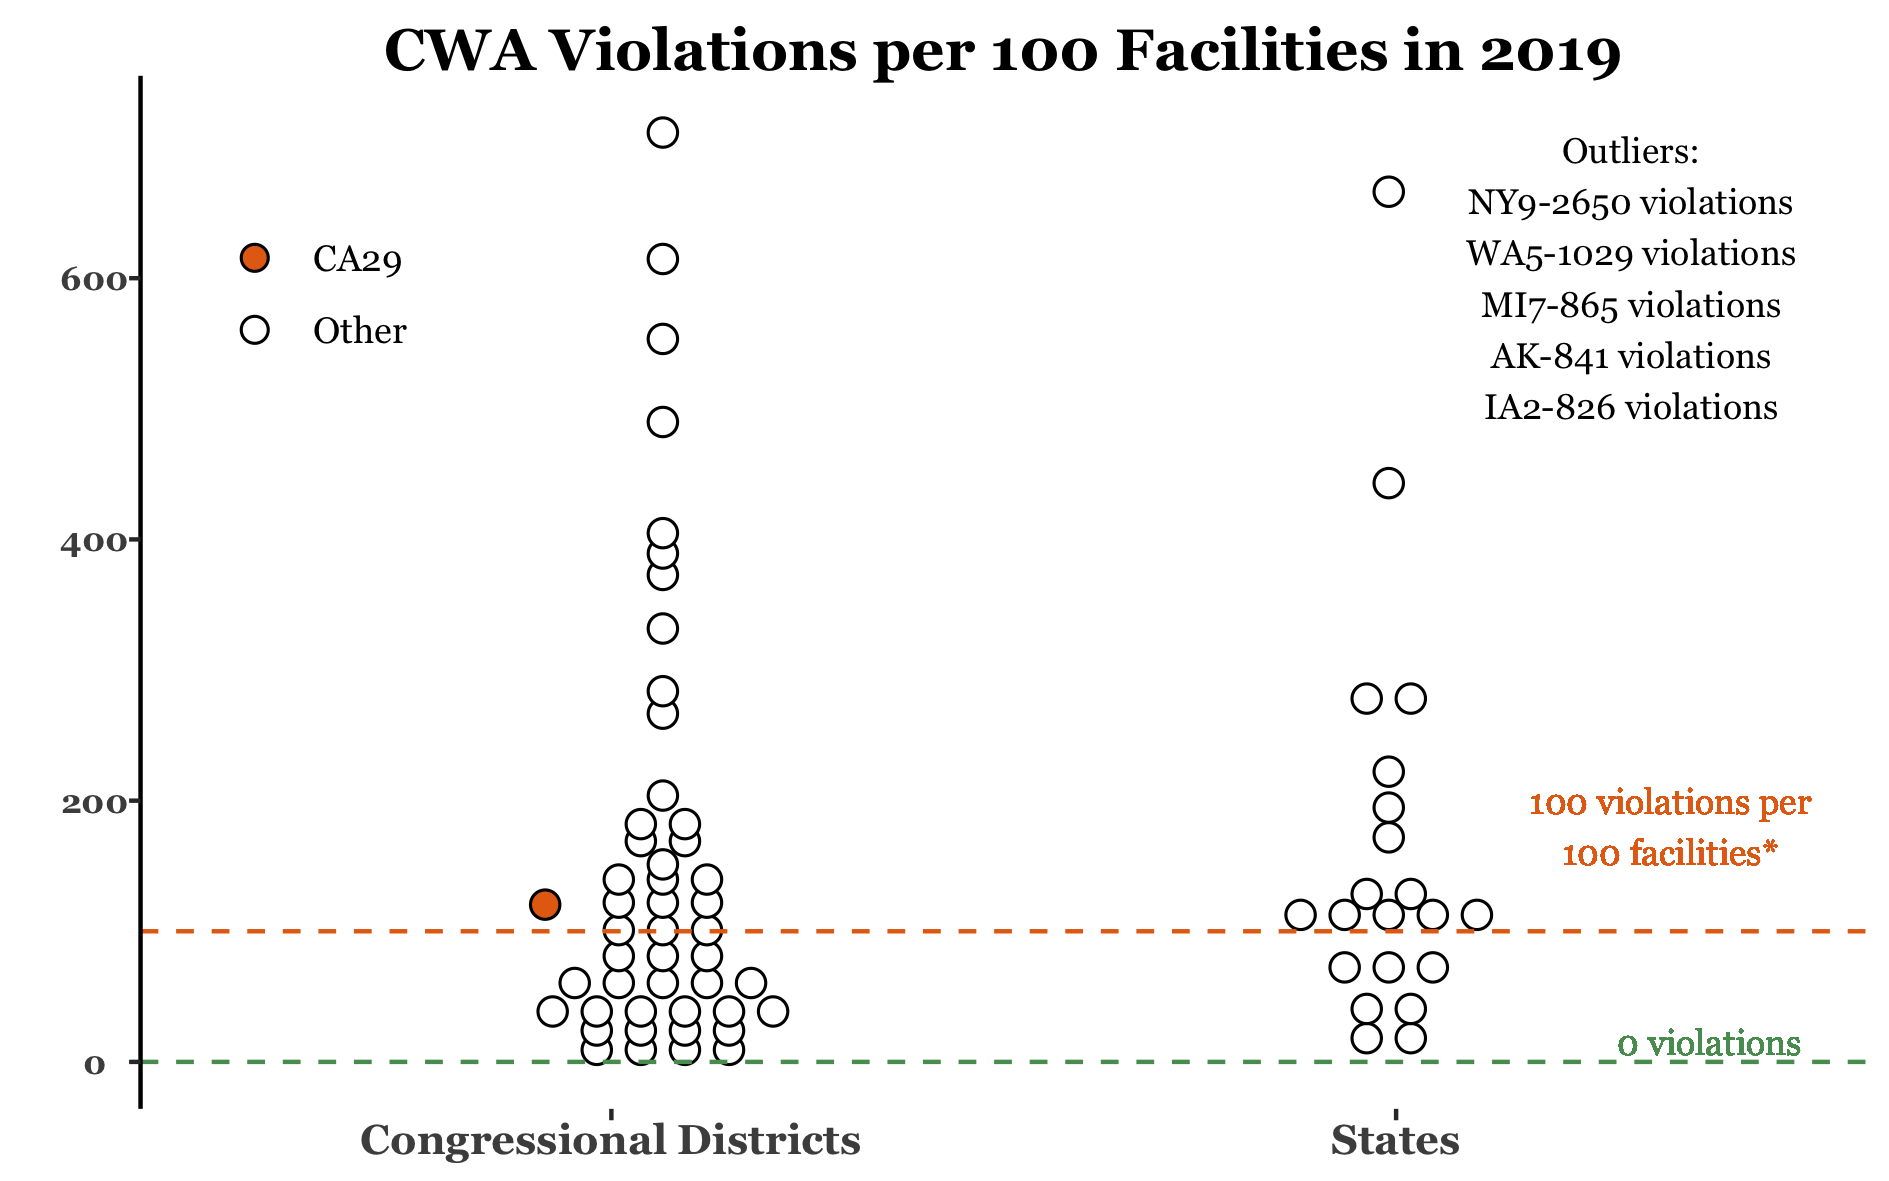 CWA Violations per 100 Facilities in 2019
Outliers:
NY9-2650 violations
WA5-1029 violations
MI7-865 violations
AK-841 violations
IA2-826 violations
CA29
Other
600
400
200
0
100 violations per
100 facilities*
0 violations
Congressional Districts
States